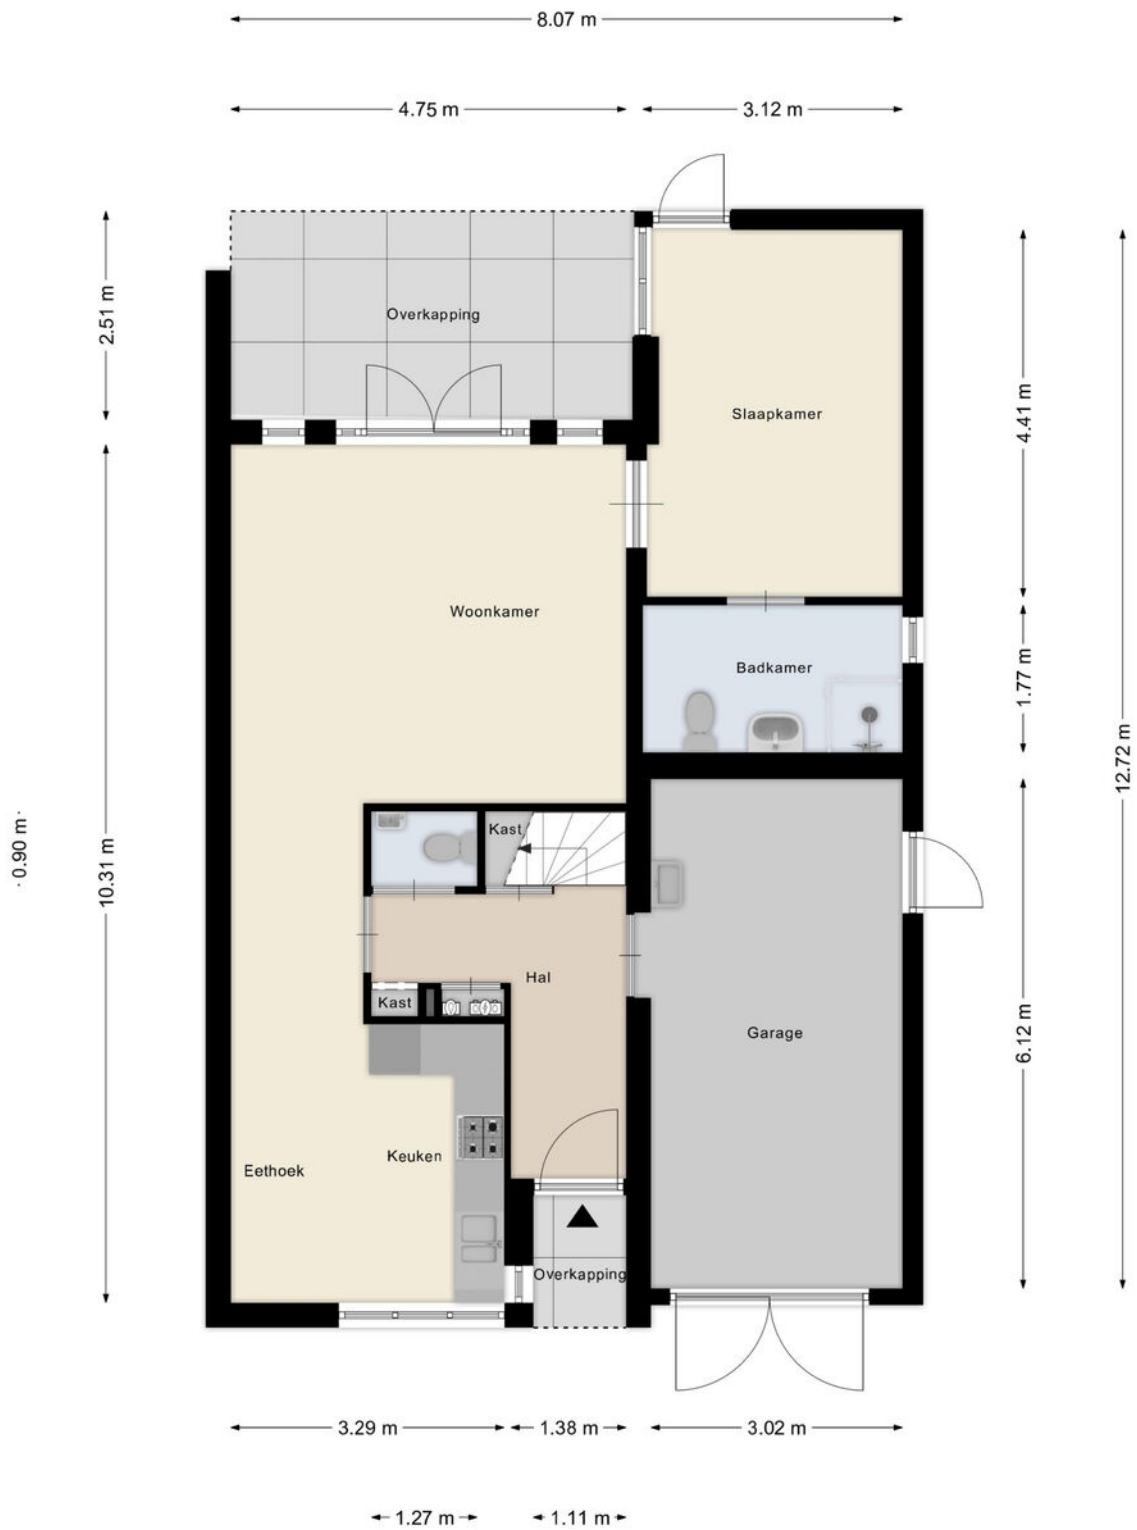 8.07 m
4.75 m
3.12 m
2.51 m
Overkapping
Slaapkamer
4.41 m
Woonkamer
Badkamer
1.77 m
12.72 m
0.90 m
10.31 m
Kast
Hal
Kast
Garage
6.12 m
Keuken
Eethoek
Overkapping
3.29 m
1.38 m
3.02 m
1.27 m
1.11 m